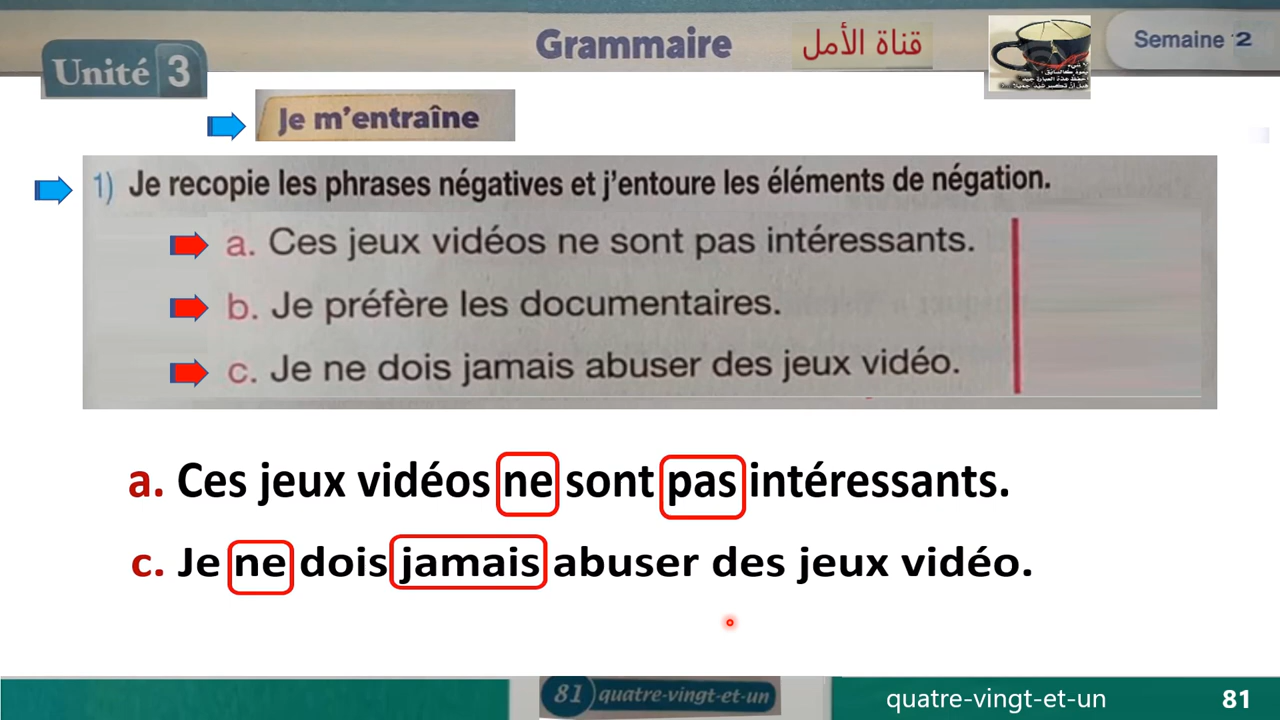 Grammaire
قناة الأمل
Semaine 2
Unité 3
Je m'entraîne
1) Je recopie les phrases négatives et j'entoure les éléments de négation.
a. Ces jeux vidéos ne sont pas intéressants.
b. Je préfère les documentaires.
c. Je ne dois jamais abuser des jeux vidéo.
a. Ces jeux vidéos ne sont pas intéressants.
c. Je ne dois jamais abuser des jeux vidéo.
81 quatre-vingt-et-un
quatre-vingt-et-un 81